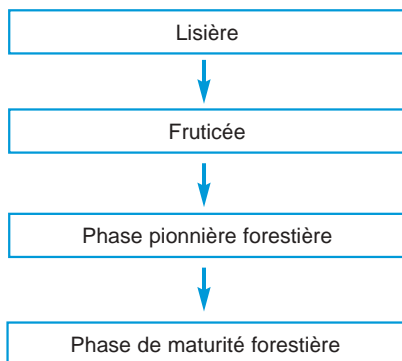 Lisière
Fruticée
Phase pionnière forestière
Phase de maturité forestière